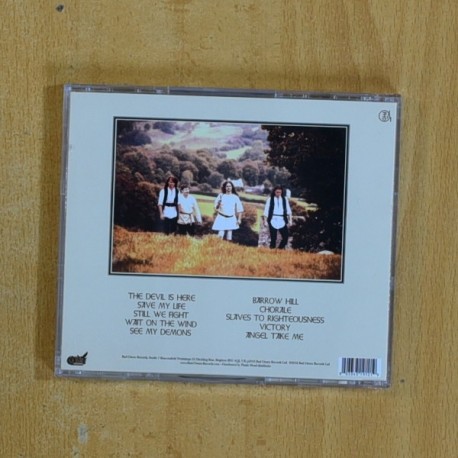 THE DEVIL IS HERE
SAVE MY LIFE
STILL WE FIGHT
WAIT ON THE WIND
SEE MY DEMONS
BARROW HILL
CHORALE
SLAVES TO RIGHTEOUSNESS
VICTORY
ANGEL TAKE ME